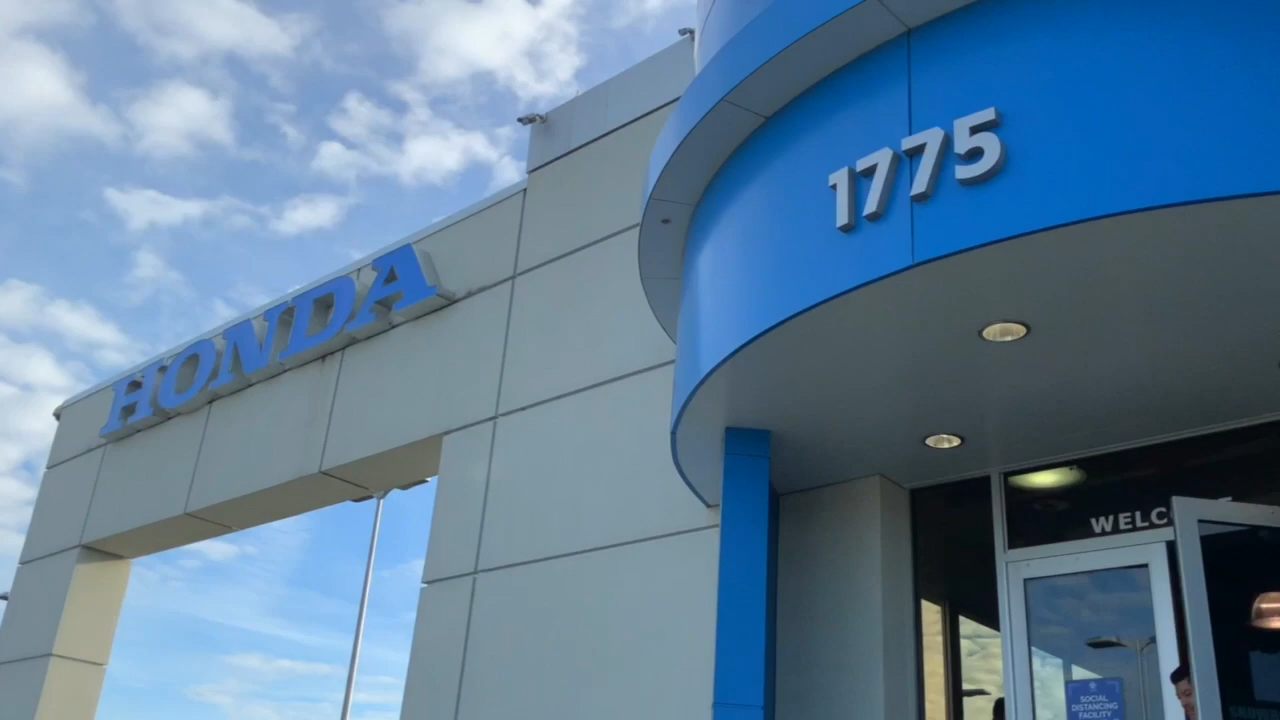 HONDA
1775
WELC
SOCIAL
DISTANCING
FACILITY